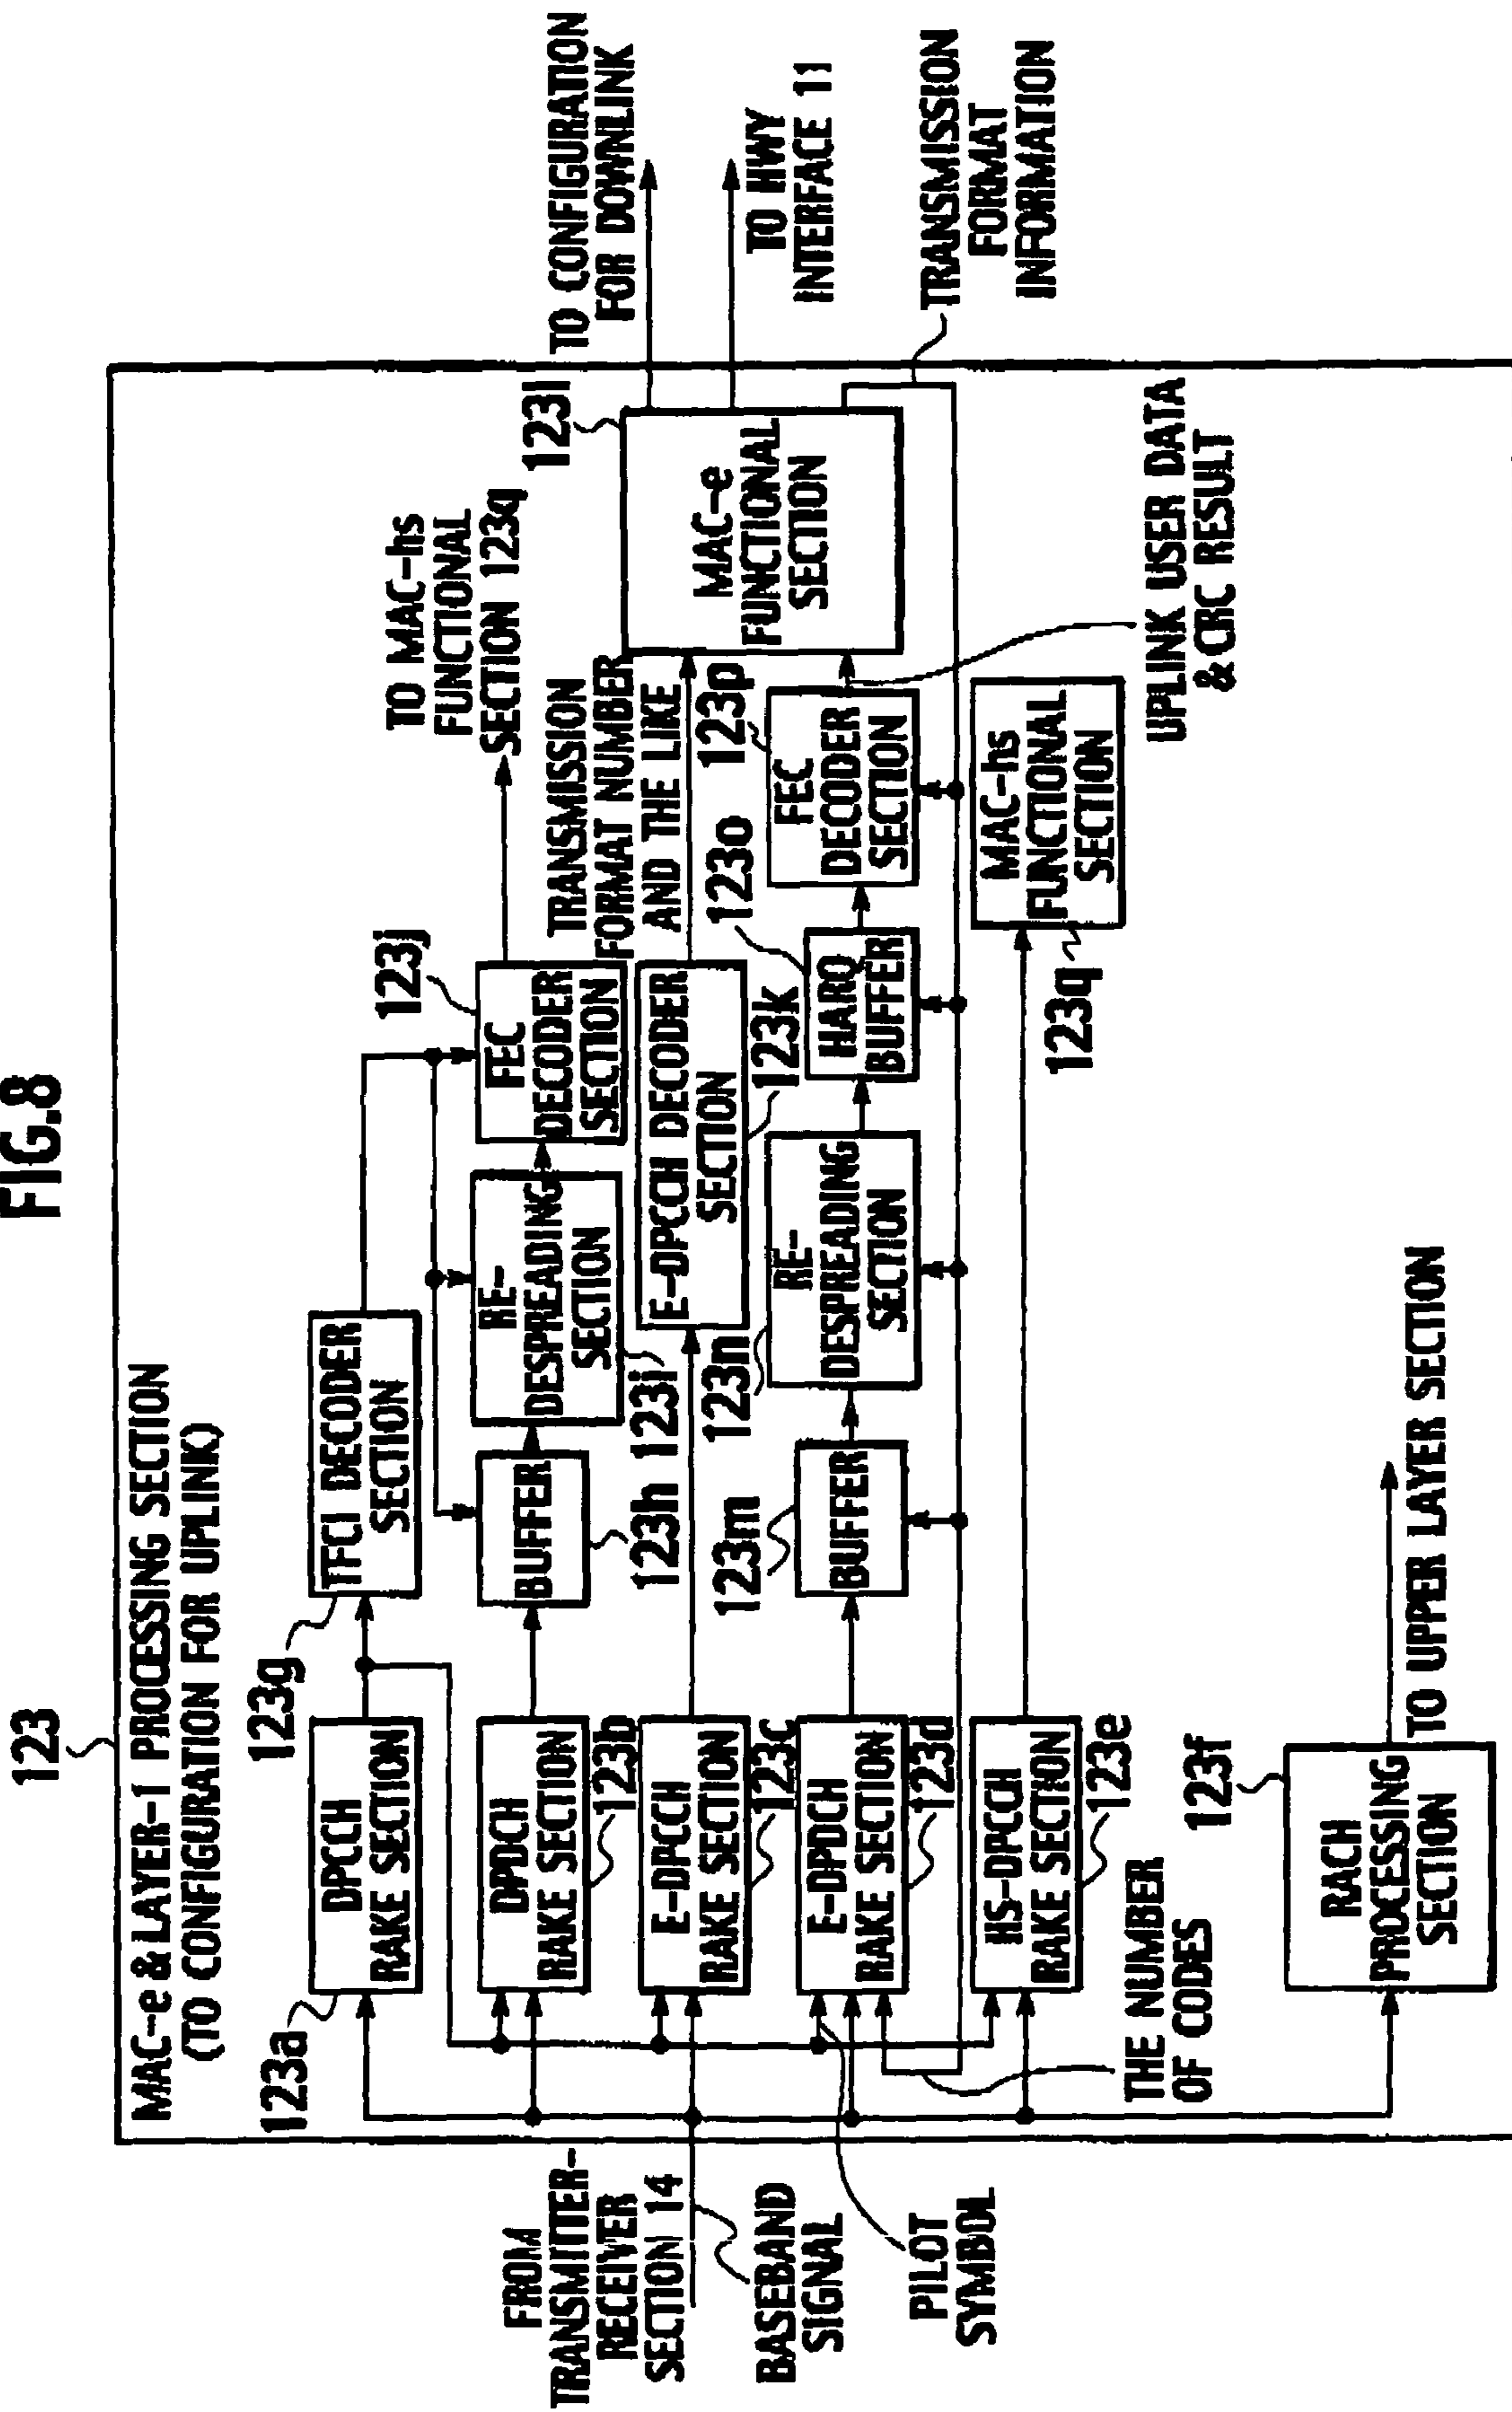 FIG.8
123
MAC-e & LAYER-1 PROCESSING SECTION
(TO CONFIGURATION FOR UPLINK)
123a
DPCCH
RAKE SECTION
123g
TFCI DECODER
SECTION
123j
TO MAC-hs
FUNCTIONAL
SECTION 123q
123l
TO CONFIGURATION
FOR DOWNLINK
FROM
TRANSMITTER-
RECEIVER
SECTION 14
DPDCH
RAKE SECTION
123b
BUFFER
123h
RE-
DESPREADING
SECTION
123i
FEC
DECODER
SECTION
TRANSMISSION
FORMAT NUMBER
AND THE LIKE
MAC-e
FUNCTIONAL
SECTION
TO HWY
INTERFACE 11
BASEBAND
SIGNAL
E-DPCCH
RAKE SECTION
123c
E-DPCCH DECODER
SECTION
123k
PILOT
SYMBOL
E-DPDCH
RAKE SECTION
123d
123m
BUFFER
123n
RE-
DESPREADING
SECTION
123o
HARQ
BUFFER
123p
FEC
DECODER
SECTION
TRANSMISSION
FORMAT
INFORMATION
HS-DPCCH
RAKE SECTION
123e
123q
MAC-hs
FUNCTIONAL
SECTION
UPLINK USER DATA
& CRC RESULT
THE NUMBER
OF CODES
123f
RACH
PROCESSING
SECTION
TO UPPER LAYER SECTION